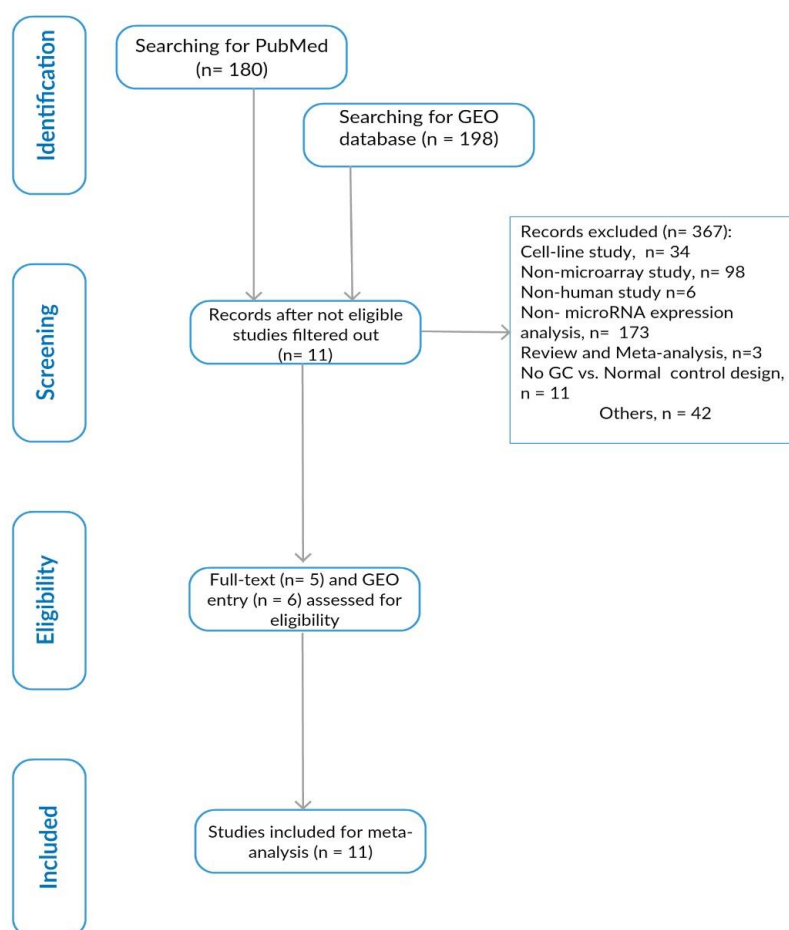 Identification
Searching for PubMed
(n= 180)
Searching for GEO
database (n = 198)
Screening
Records after not eligible
studies filtered out
(n= 11)
Records excluded (n= 367):
Cell-line study,  n= 34
Non-microarray study, n= 98
Non-human study n=6
Non- microRNA expression
analysis, n=  173
Review and Meta-analysis, n=3
No GC vs. Normal  control design,
n = 11
Others, n = 42
Eligibility
Full-text (n= 5) and GEO
entry (n = 6) assessed for
eligibility
Included
Studies included for meta-
analysis (n = 11)